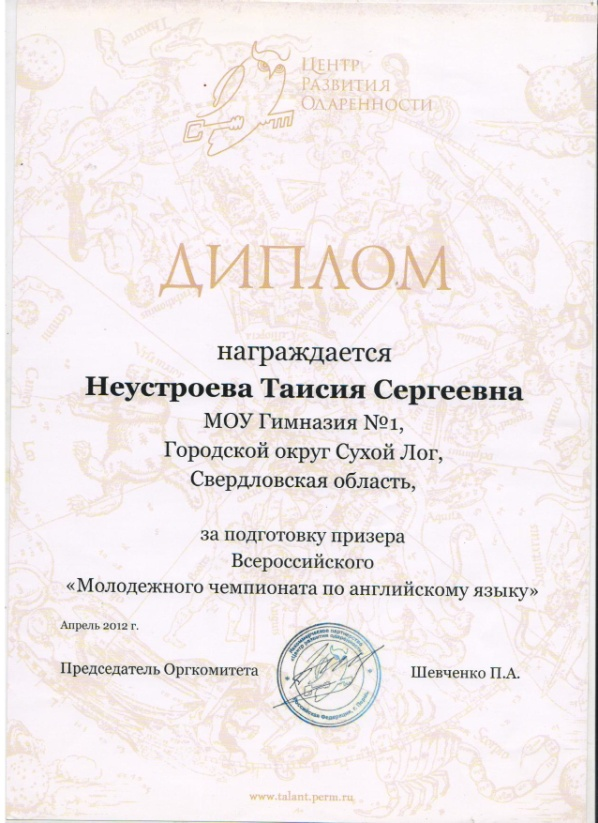 ЦЕНТР
РАЗВИТИЯ
ОДАРЕННОСТИ
ДИПЛОМ
награждается
Неустроева Таисия Сергеевна
МОУ Гимназия №1,
Городской округ Сухой Лог,
Свердловская область,
за подготовку призера
Всероссийского
«Молодежного чемпионата по английскому языку»
Апрель 2012 г.
Председатель Оргкомитета
Шевченко П.А.
www.talant.perm.ru